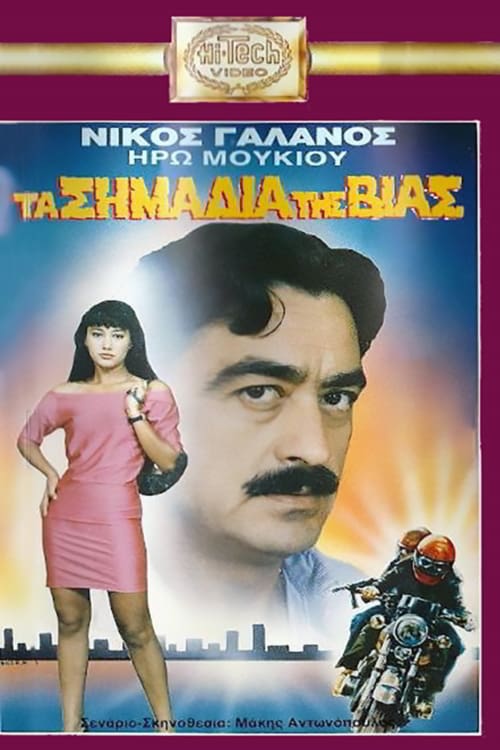 Hi-Tech
VIDEO
ΝΙΚΟΣ ΓΑΛΑΝΟΣ
ΗΡΩ ΜΟΥΚΙΟΥ
ΤΑ ΣΗΜΑΔΙΑ ΤΗΣ ΒΙΑΣ
Σενάριο-Σκηνοθεσία: Μάκης Αντωνόπουλος